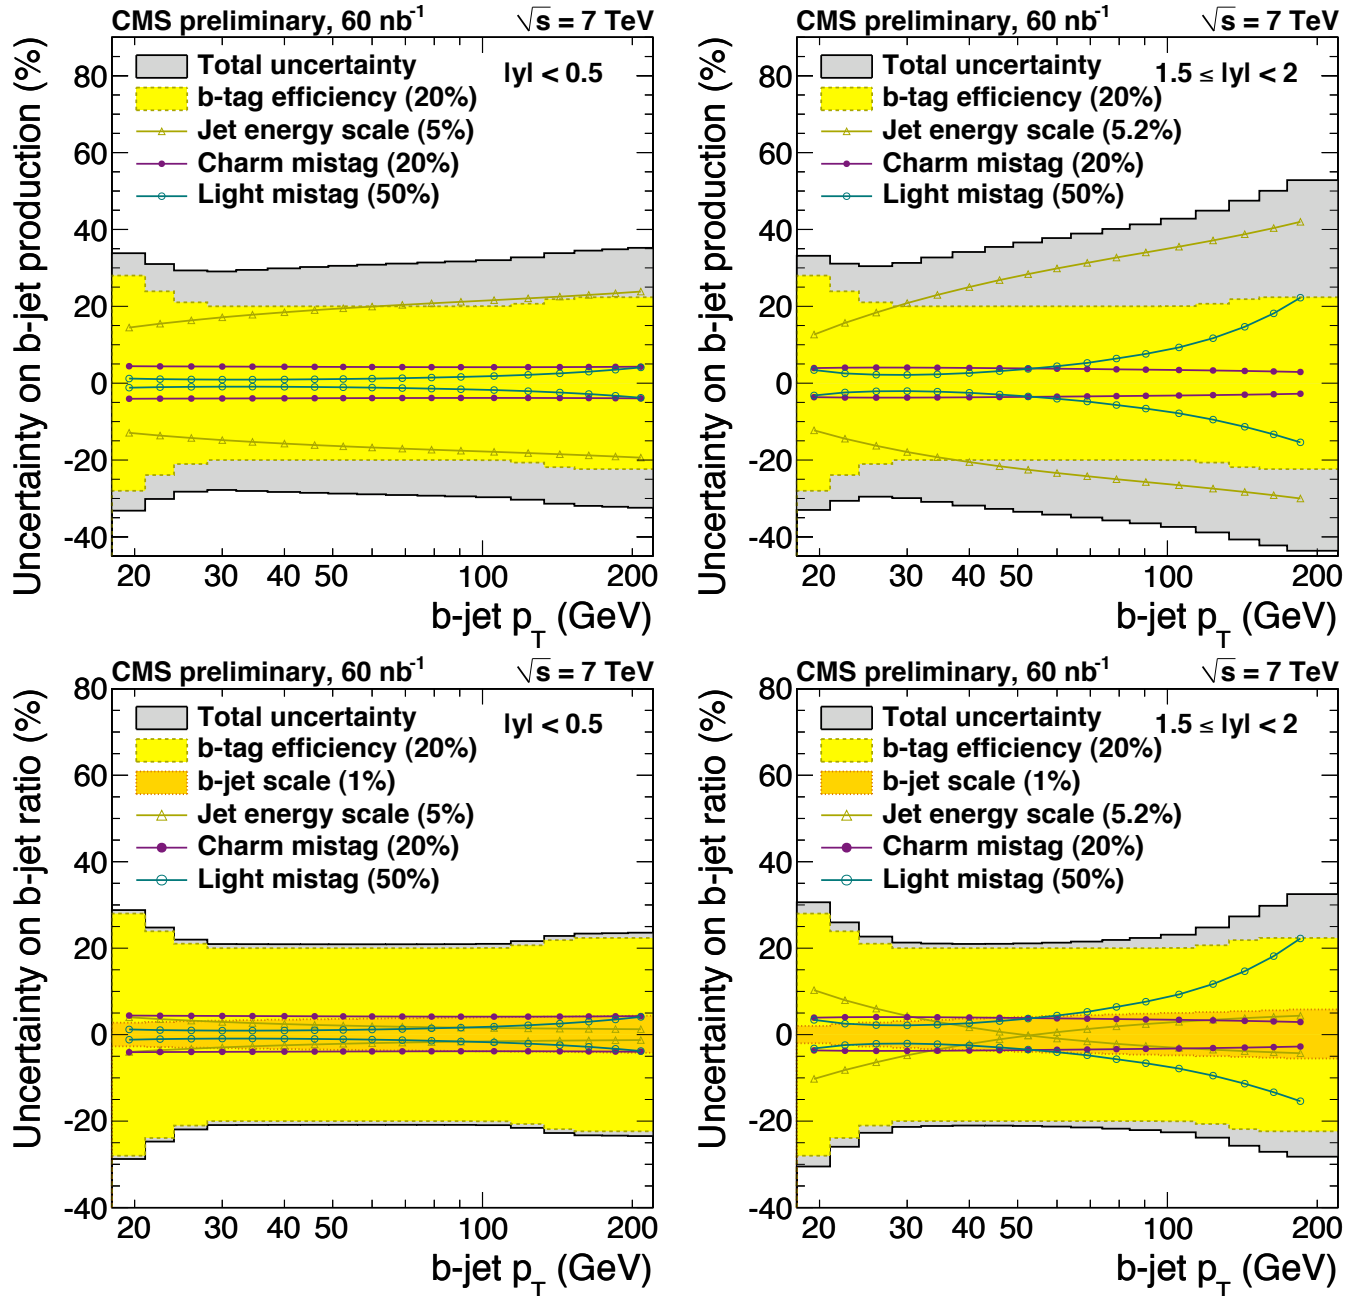 CMS preliminary, 60 nb-1 √s = 7 TeV
Uncertainty on b-jet production (%)
Total uncertainty
|y| < 0.5
b-tag efficiency (20%)
Jet energy scale (5%)
Charm mistag (20%)
Light mistag (50%)
80
60
40
20
0
-20
-40
20 30 40 50 100 200
b-jet pT (GeV)
CMS preliminary, 60 nb-1 √s = 7 TeV
Uncertainty on b-jet production (%)
Total uncertainty
1.5 ≤ |y| < 2
b-tag efficiency (20%)
Jet energy scale (5.2%)
Charm mistag (20%)
Light mistag (50%)
80
60
40
20
0
-20
-40
20 30 40 50 100 200
b-jet pT (GeV)
CMS preliminary, 60 nb-1 √s = 7 TeV
Uncertainty on b-jet ratio (%)
Total uncertainty
|y| < 0.5
b-tag efficiency (20%)
b-jet scale (1%)
Jet energy scale (5%)
Charm mistag (20%)
Light mistag (50%)
80
60
40
20
0
-20
-40
20 30 40 50 100 200
b-jet pT (GeV)
CMS preliminary, 60 nb-1 √s = 7 TeV
Uncertainty on b-jet ratio (%)
Total uncertainty
1.5 ≤ |y| < 2
b-tag efficiency (20%)
b-jet scale (1%)
Jet energy scale (5.2%)
Charm mistag (20%)
Light mistag (50%)
80
60
40
20
0
-20
-40
20 30 40 50 100 200
b-jet pT (GeV)